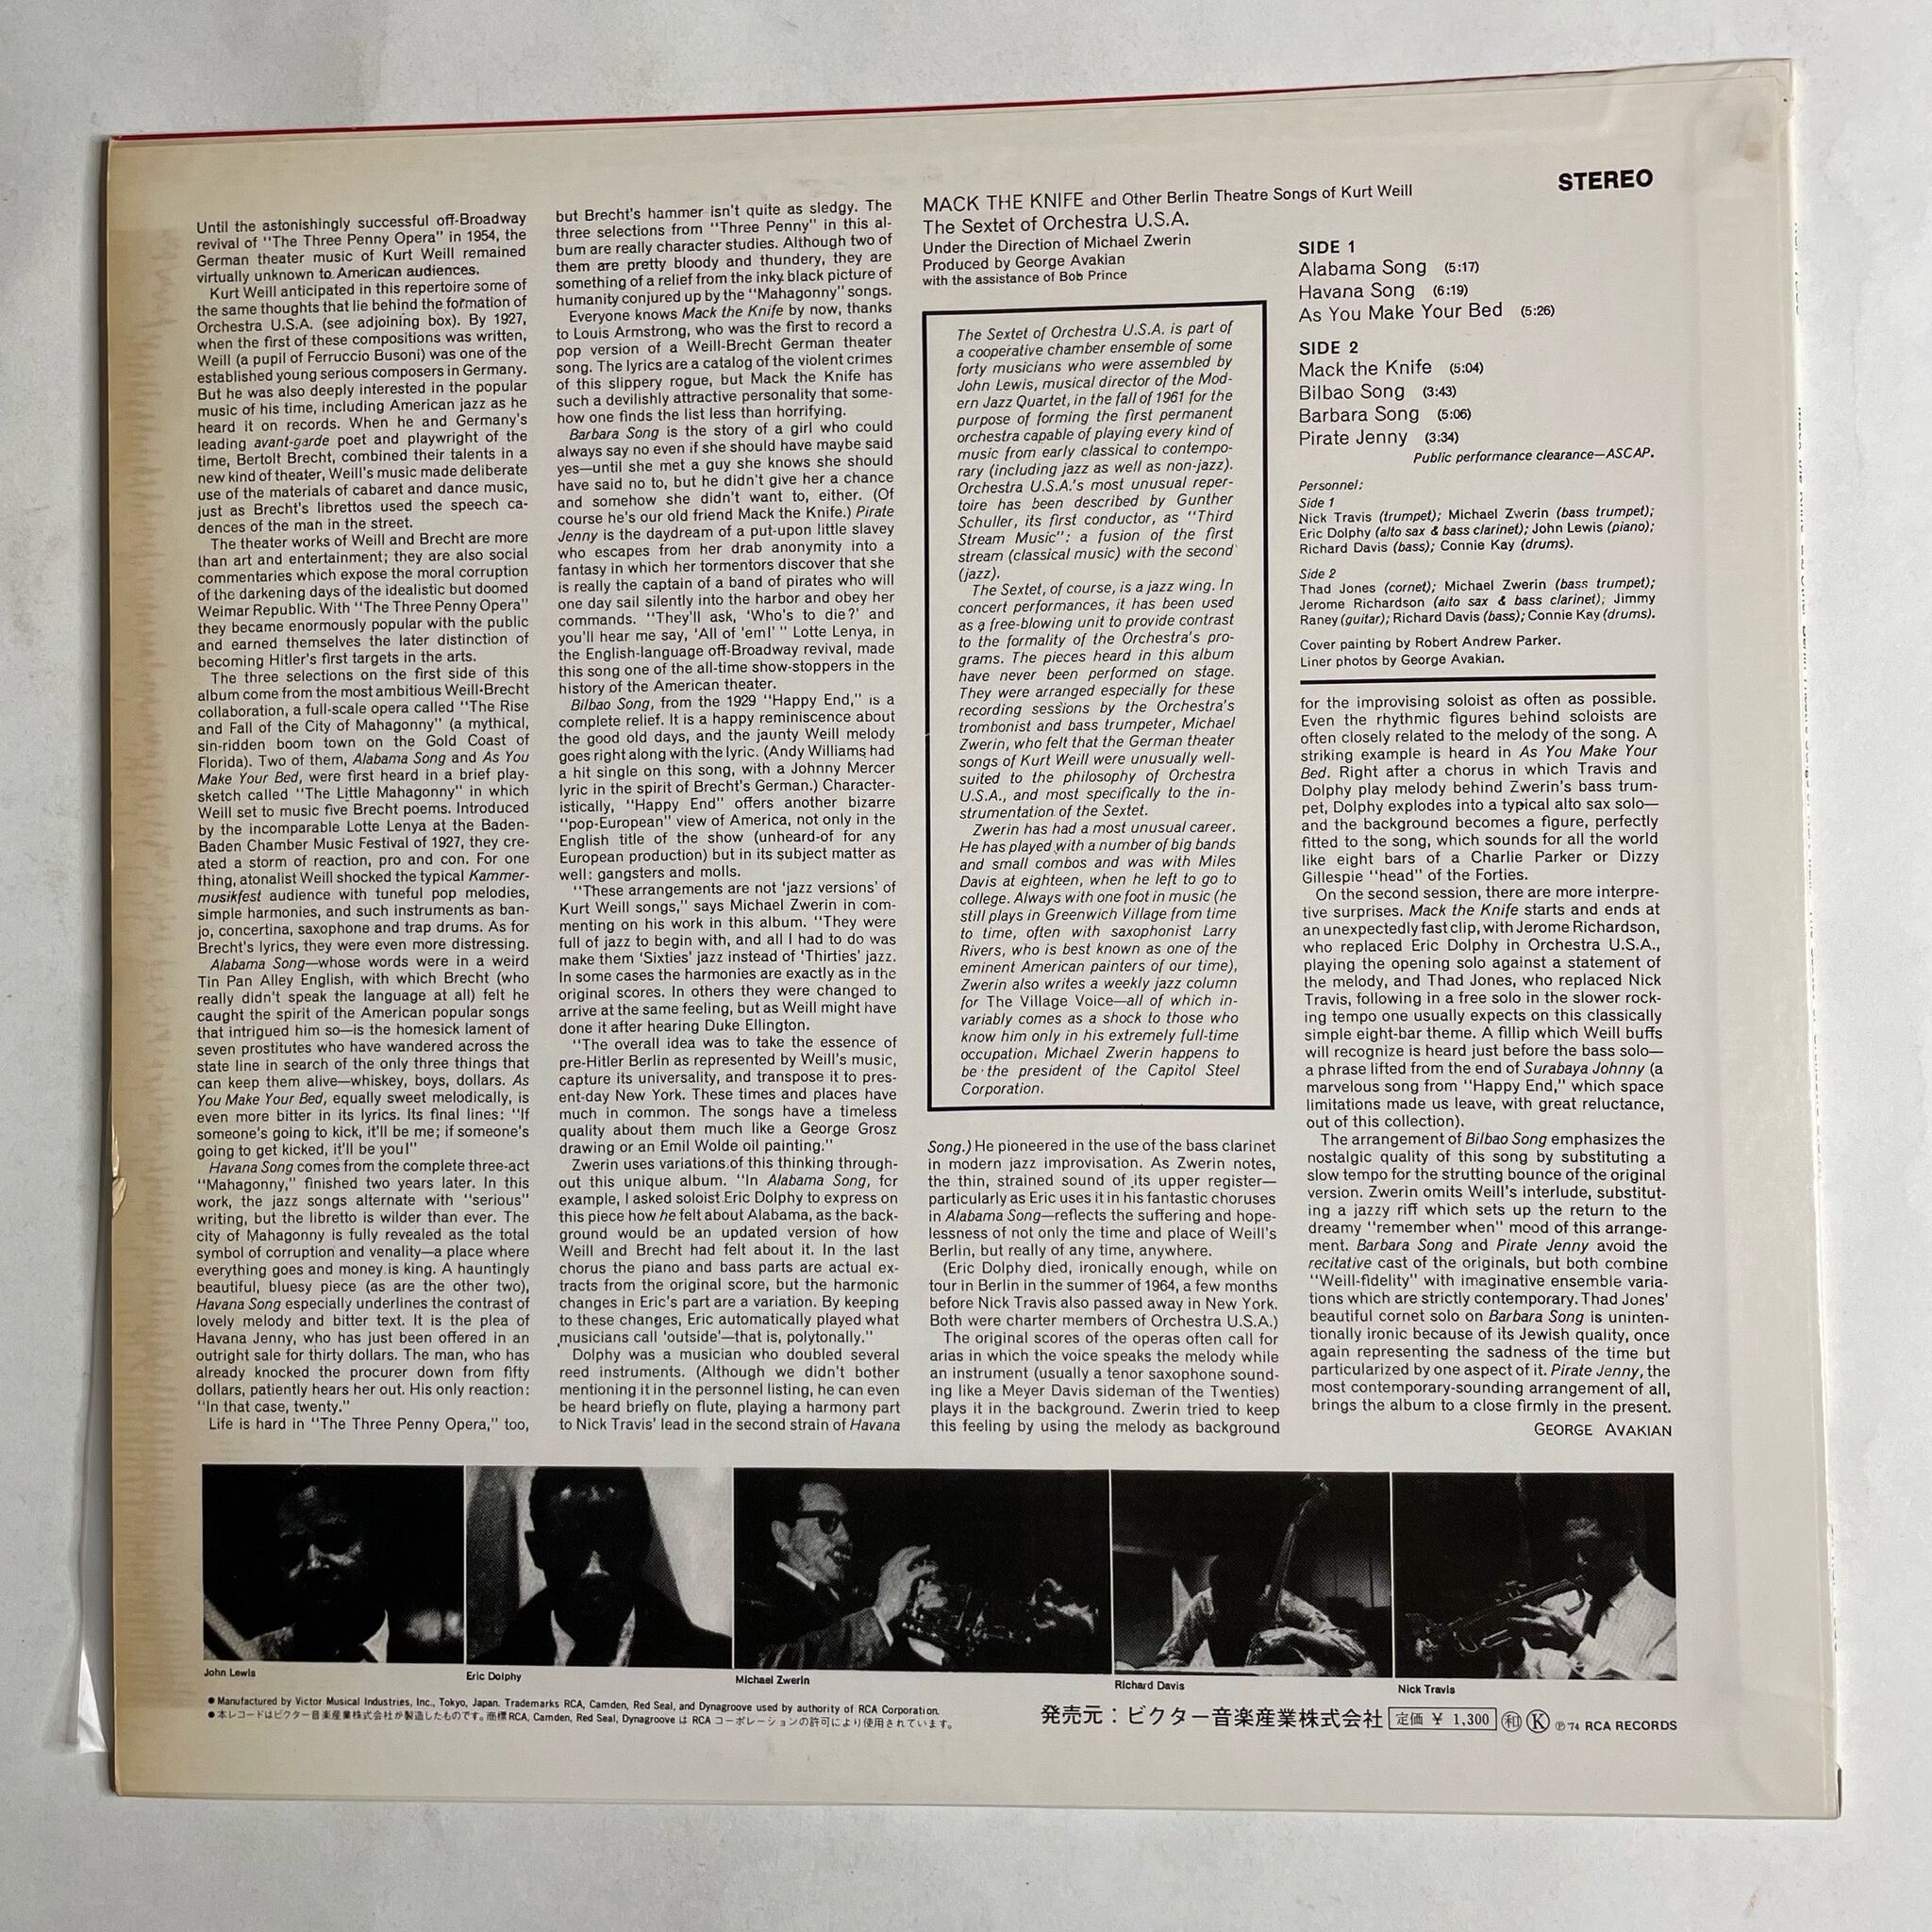 STEREO
Until the astonishingly successful off-Broadway
revival of "The Three Penny Opera" in 1954, the
German theater music of Kurt Weill remained
virtually unknown to American audiences.
Kurt Weill anticipated in this repertoire some of
the same thoughts that lie behind the formation of
Orchestra U.S.A. (see adjoining box). By 1927,
when the first of these compositions was written,
Weill (a pupil of Ferruccio Busoni) was one of the
established young serious composers in Germany.
But he was also deeply interested in the popular
music of his time, including American jazz as he
heard it on records. When he and Germany's
leading avant-garde poet and playwright of the
time, Bertolt Brecht, combined their talents in a
new kind of theater, Weill's music made deliberate
use of the materials of cabaret and dance music,
just as Brecht's librettos used the speech ca-
dences of the man in the street.
The theater works of Weill and Brecht are more
than art and entertainment; they are also social
commentaries which expose the moral corruption
of the darkening days of the idealistic but doomed
Weimar Republic. With "The Three Penny Opera"
they became enormously popular with the public
and earned themselves the later distinction of
becoming Hitler's first targets in the arts.
The three selections on the first side of this
album come from the most ambitious Weill-Brecht
collaboration, a full-scale opera called "The Rise
and Fall of the City of Mahagonny" (a mythical,
sin-ridden boom town on the Gold Coast of
Florida). Two of them, Alabama Song and As You
Make Your Bed, were first heard in a brief play-
sketch called "The Little Mahagonny" in which
Weill set to music five Brecht poems. Introduced
by the incomparable Lotte Lenya at the Baden-
Baden Chamber Music Festival of 1927, they cre-
ated a storm of reaction, pro and con. For one
thing, atonalist Weill shocked the typical Kammer-
musikfest audience with tuneful pop melodies,
simple harmonies, and such instruments as ban-
jo, concertina, saxophone and trap drums. As for
Brecht's lyrics, they were even more distressing.
Alabama Song—whose words were in a weird
Tin Pan Alley English, with which Brecht (who
really didn't speak the language at all) felt he
caught the spirit of the American popular songs
that intrigued him so—is the homesick lament of
seven prostitutes who have wandered across the
state line in search of the only three things that
can keep them alive—whiskey, boys, dollars. As
You Make Your Bed, equally sweet melodically, is
even more bitter in its lyrics. Its final lines: "If
someone's going to kick, it'll be me; if someone's
going to get kicked, it'll be you!"
Havana Song comes from the complete three-act
"Mahagonny," finished two years later. In this
work, the jazz songs alternate with "serious"
writing, but the libretto is wilder than ever. The
city of Mahagonny is fully revealed as the total
symbol of corruption and venality—a place where
everything goes and money is king. A hauntingly
beautiful, bluesy piece (as are the other two),
Havana Song especially underlines the contrast of
lovely melody and bitter text. It is the plea of
Havana Jenny, who has just been offered in an
outright sale for thirty dollars. The man, who has
already knocked the procurer down from fifty
dollars, patiently hears her out. His only reaction:
"In that case, twenty."
Life is hard in "The Three Penny Opera," too,
but Brecht's hammer isn't quite as sledgy. The
three selections from "Three Penny" in this al-
bum are really character studies. Although two of
them are pretty bloody and thundery, they are
something of a relief from the inky black picture of
humanity conjured up by the "Mahagonny" songs.
Everyone knows Mack the Knife by now, thanks
to Louis Armstrong, who was the first to record a
pop version of a Weill-Brecht German theater
song. The lyrics are a catalog of the violent crimes
of this slippery rogue, but Mack the Knife has
such a devilishly attractive personality that some-
how one finds the list less than horrifying.
Barbara Song is the story of a girl who could
always say no even if she should have maybe said
yes—until she met a guy she knows she should
have said no to, but he didn't give her a chance
and somehow she didn't want to, either. (Of
course he's our old friend Mack the Knife.) Pirate
Jenny is the daydream of a put-upon little slavey
who escapes from her drab anonymity into a
fantasy in which her tormentors discover that she
is really the captain of a band of pirates who will
one day sail silently into the harbor and obey her
commands. "They'll ask, 'Who's to die?' and
you'll hear me say, 'All of 'em!' " Lotte Lenya, in
the English-language off-Broadway revival, made
this song one of the all-time show-stoppers in the
history of the American theater.
Bilbao Song, from the 1929 "Happy End," is a
complete relief. It is a happy reminiscence about
the good old days, and the jaunty Weill melody
goes right along with the lyric. (Andy Williams had
a hit single on this song, with a Johnny Mercer
lyric in the spirit of Brecht's German.) Character-
istically, "Happy End" offers another bizarre
"pop-European" view of America, not only in the
English title of the show (unheard-of for any
European production) but in its subject matter as
well: gangsters and molls.
"These arrangements are not 'jazz versions' of
Kurt Weill songs," says Michael Zwerin in com-
menting on his work in this album. "They were
full of jazz to begin with, and all I had to do was
make them 'Sixties' jazz instead of 'Thirties' jazz.
In some cases the harmonies are exactly as in the
original scores. In others they were changed to
arrive at the same feeling, but as Weill might have
done it after hearing Duke Ellington.
"The overall idea was to take the essence of
pre-Hitler Berlin as represented by Weill's music,
capture its universality, and transpose it to pres-
ent-day New York. These times and places have
much in common. The songs have a timeless
quality about them much like a George Grosz
drawing or an Emil Wolde oil painting."
Zwerin uses variations of this thinking through-
out this unique album. "In Alabama Song, for
example, I asked soloist Eric Dolphy to express on
this piece how he felt about Alabama, as the back-
ground would be an updated version of how
Weill and Brecht had felt about it. In the last
chorus the piano and bass parts are actual ex-
tracts from the original score, but the harmonic
changes in Eric's part are a variation. By keeping
to these changes, Eric automatically played what
musicians call 'outside'—that is, polytonally."
Dolphy was a musician who doubled several
reed instruments. (Although we didn't bother
mentioning it in the personnel listing, he can even
be heard briefly on flute, playing a harmony part
to Nick Travis' lead in the second strain of Havana
MACK THE KNIFE and Other Berlin Theatre Songs of Kurt Weill
The Sextet of Orchestra U.S.A.
Under the Direction of Michael Zwerin
Produced by George Avakian
with the assistance of Bob Prince
The Sextet of Orchestra U.S.A. is part of
a cooperative chamber ensemble of some
forty musicians who were assembled by
John Lewis, musical director of the Mod-
ern Jazz Quartet, in the fall of 1961 for the
purpose of forming the first permanent
orchestra capable of playing every kind of
music from early classical to contempo-
rary (including jazz as well as non-jazz).
Orchestra U.S.A.'s most unusual reper-
toire has been described by Gunther
Schuller, its first conductor, as "Third
Stream Music": a fusion of the first
stream (classical music) with the second
(jazz).
The Sextet, of course, is a jazz wing. In
concert performances, it has been used
as a free-blowing unit to provide contrast
to the formality of the Orchestra's pro-
grams. The pieces heard in this album
have never been performed on stage.
They were arranged especially for these
recording sessions by the Orchestra's
trombonist and bass trumpeter, Michael
Zwerin, who felt that the German theater
songs of Kurt Weill were unusually well-
suited to the philosophy of Orchestra
U.S.A., and most specifically to the in-
strumentation of the Sextet.
Zwerin has had a most unusual career.
He has played with a number of big bands
and small combos and was with Miles
Davis at eighteen, when he left to go to
college. Always with one foot in music (he
still plays in Greenwich Village from time
to time, often with saxophonist Larry
Rivers, who is best known as one of the
eminent American painters of our time),
Zwerin also writes a weekly jazz column
for The Village Voice—all of which in-
variably comes as a shock to those who
know him only in his extremely full-time
occupation. Michael Zwerin happens to
be the president of the Capitol Steel
Corporation.
Song.) He pioneered in the use of the bass clarinet
in modern jazz improvisation. As Zwerin notes,
the thin, strained sound of its upper register—
particularly as Eric uses it in his fantastic choruses
in Alabama Song—reflects the suffering and hope-
lessness of not only the time and place of Weill's
Berlin, but really of any time, anywhere.
(Eric Dolphy died, ironically enough, while on
tour in Berlin in the summer of 1964, a few months
before Nick Travis also passed away in New York.
Both were charter members of Orchestra U.S.A.)
The original scores of the operas often call for
arias in which the voice speaks the melody while
an instrument (usually a tenor saxophone sound-
ing like a Meyer Davis sideman of the Twenties)
plays it in the background. Zwerin tried to keep
this feeling by using the melody as background
SIDE 1
Alabama Song (5:17)
Havana Song (6:19)
As You Make Your Bed (5:26)
SIDE 2
Mack the Knife (5:04)
Bilbao Song (3:43)
Barbara Song (5:06)
Pirate Jenny (3:34)
Public performance clearance—ASCAP.
Personnel:
Side 1
Nick Travis (trumpet); Michael Zwerin (bass trumpet);
Eric Dolphy (alto sax & bass clarinet); John Lewis (piano);
Richard Davis (bass); Connie Kay (drums).
Side 2
Thad Jones (cornet); Michael Zwerin (bass trumpet);
Jerome Richardson (alto sax & bass clarinet); Jimmy
Raney (guitar); Richard Davis (bass); Connie Kay (drums).
Cover painting by Robert Andrew Parker.
Liner photos by George Avakian.
for the improvising soloist as often as possible.
Even the rhythmic figures behind soloists are
often closely related to the melody of the song. A
striking example is heard in As You Make Your
Bed. Right after a chorus in which Travis and
Dolphy play melody behind Zwerin's bass trum-
pet, Dolphy explodes into a typical alto sax solo—
and the background becomes a figure, perfectly
fitted to the song, which sounds for all the world
like eight bars of a Charlie Parker or Dizzy
Gillespie "head" of the Forties.
On the second session, there are more interpre-
tive surprises. Mack the Knife starts and ends at
an unexpectedly fast clip, with Jerome Richardson,
who replaced Eric Dolphy in Orchestra U.S.A.,
playing the opening solo against a statement of
the melody, and Thad Jones, who replaced Nick
Travis, following in a free solo in the slower rock-
ing tempo one usually expects on this classically
simple eight-bar theme. A fillip which Weill buffs
will recognize is heard just before the bass solo—
a phrase lifted from the end of Surabaya Johnny (a
marvelous song from "Happy End," which space
limitations made us leave, with great reluctance,
out of this collection).
The arrangement of Bilbao Song emphasizes the
nostalgic quality of this song by substituting a
slow tempo for the strutting bounce of the original
version. Zwerin omits Weill's interlude, substitut-
ing a jazzy riff which sets up the return to the
dreamy "remember when" mood of this arrange-
ment. Barbara Song and Pirate Jenny avoid the
recitative cast of the originals, but both combine
"Weill-fidelity" with imaginative ensemble varia-
tions which are strictly contemporary. Thad Jones'
beautiful cornet solo on Barbara Song is uninten-
tionally ironic because of its Jewish quality, once
again representing the sadness of the time but
particularized by one aspect of it. Pirate Jenny, the
most contemporary-sounding arrangement of all,
brings the album to a close firmly in the present.
GEORGE AVAKIAN
John Lewis
Eric Dolphy
Michael Zwerin
Richard Davis
Nick Travis
● Manufactured by Victor Musical Industries, Inc., Tokyo, Japan. Trademarks RCA, Camden, Red Seal, and Dynagroove used by authority of RCA Corporation.
● 本レコードはビクター音楽産業株式会社が製造したものです。商標RCA, Camden, Red Seal, Dynagroove は RCA コーポレーションの許可により使用されています。
発売元：ビクター音楽産業株式会社 定価 ¥ 1,300 ㊒ Ⓚ ℗'74 RCA RECORDS